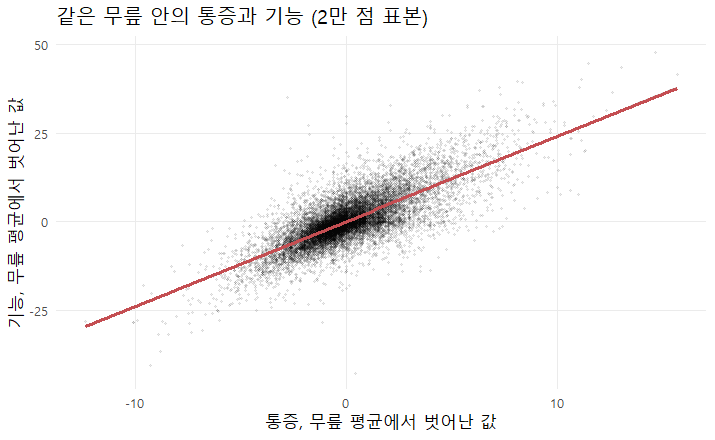 같은 무릎 안의 통증과 기능 (2만 점 표본)
기능, 무릎 평균에서 벗어난 값
50
25
0
-25
-10
0
10
통증, 무릎 평균에서 벗어난 값